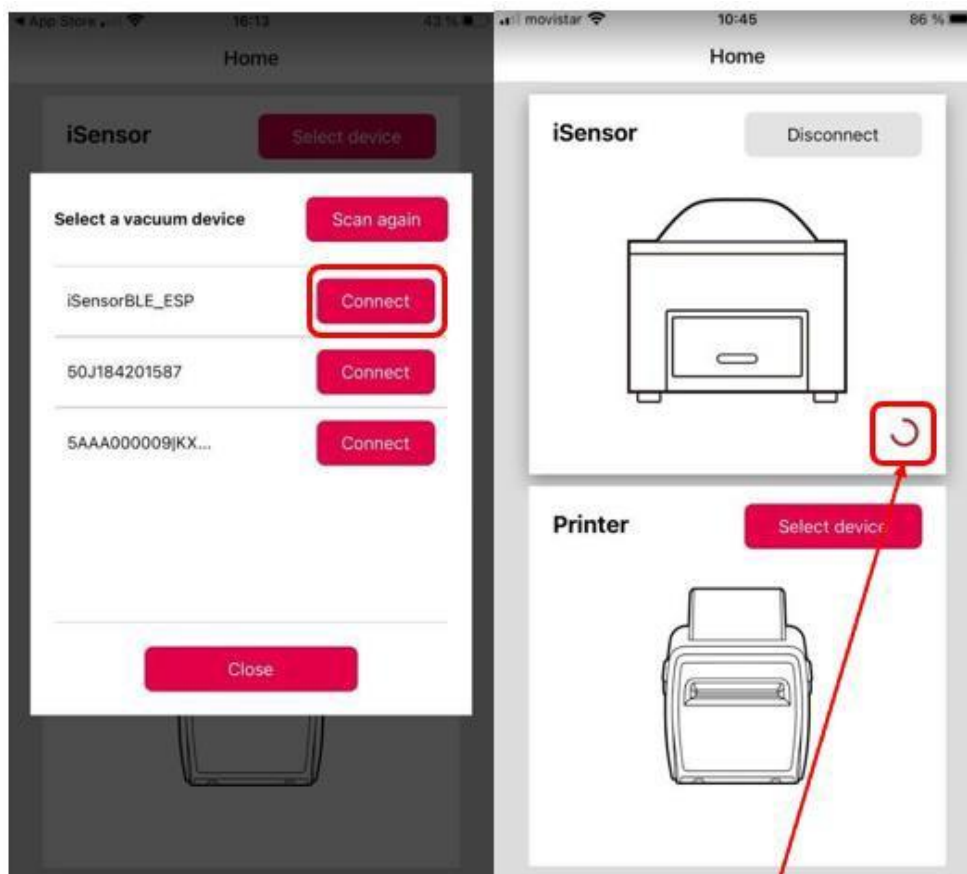 App Store
16:13
43 %
Home
iSensor
Select device
Select a vacuum device
Scan again
iSensorBLE_ESP
Connect
50J184201587
Connect
5AAA000009jKX...
Connect
Close
movistar
10:45
86 %
Home
iSensor
Disconnect
Printer
Select device